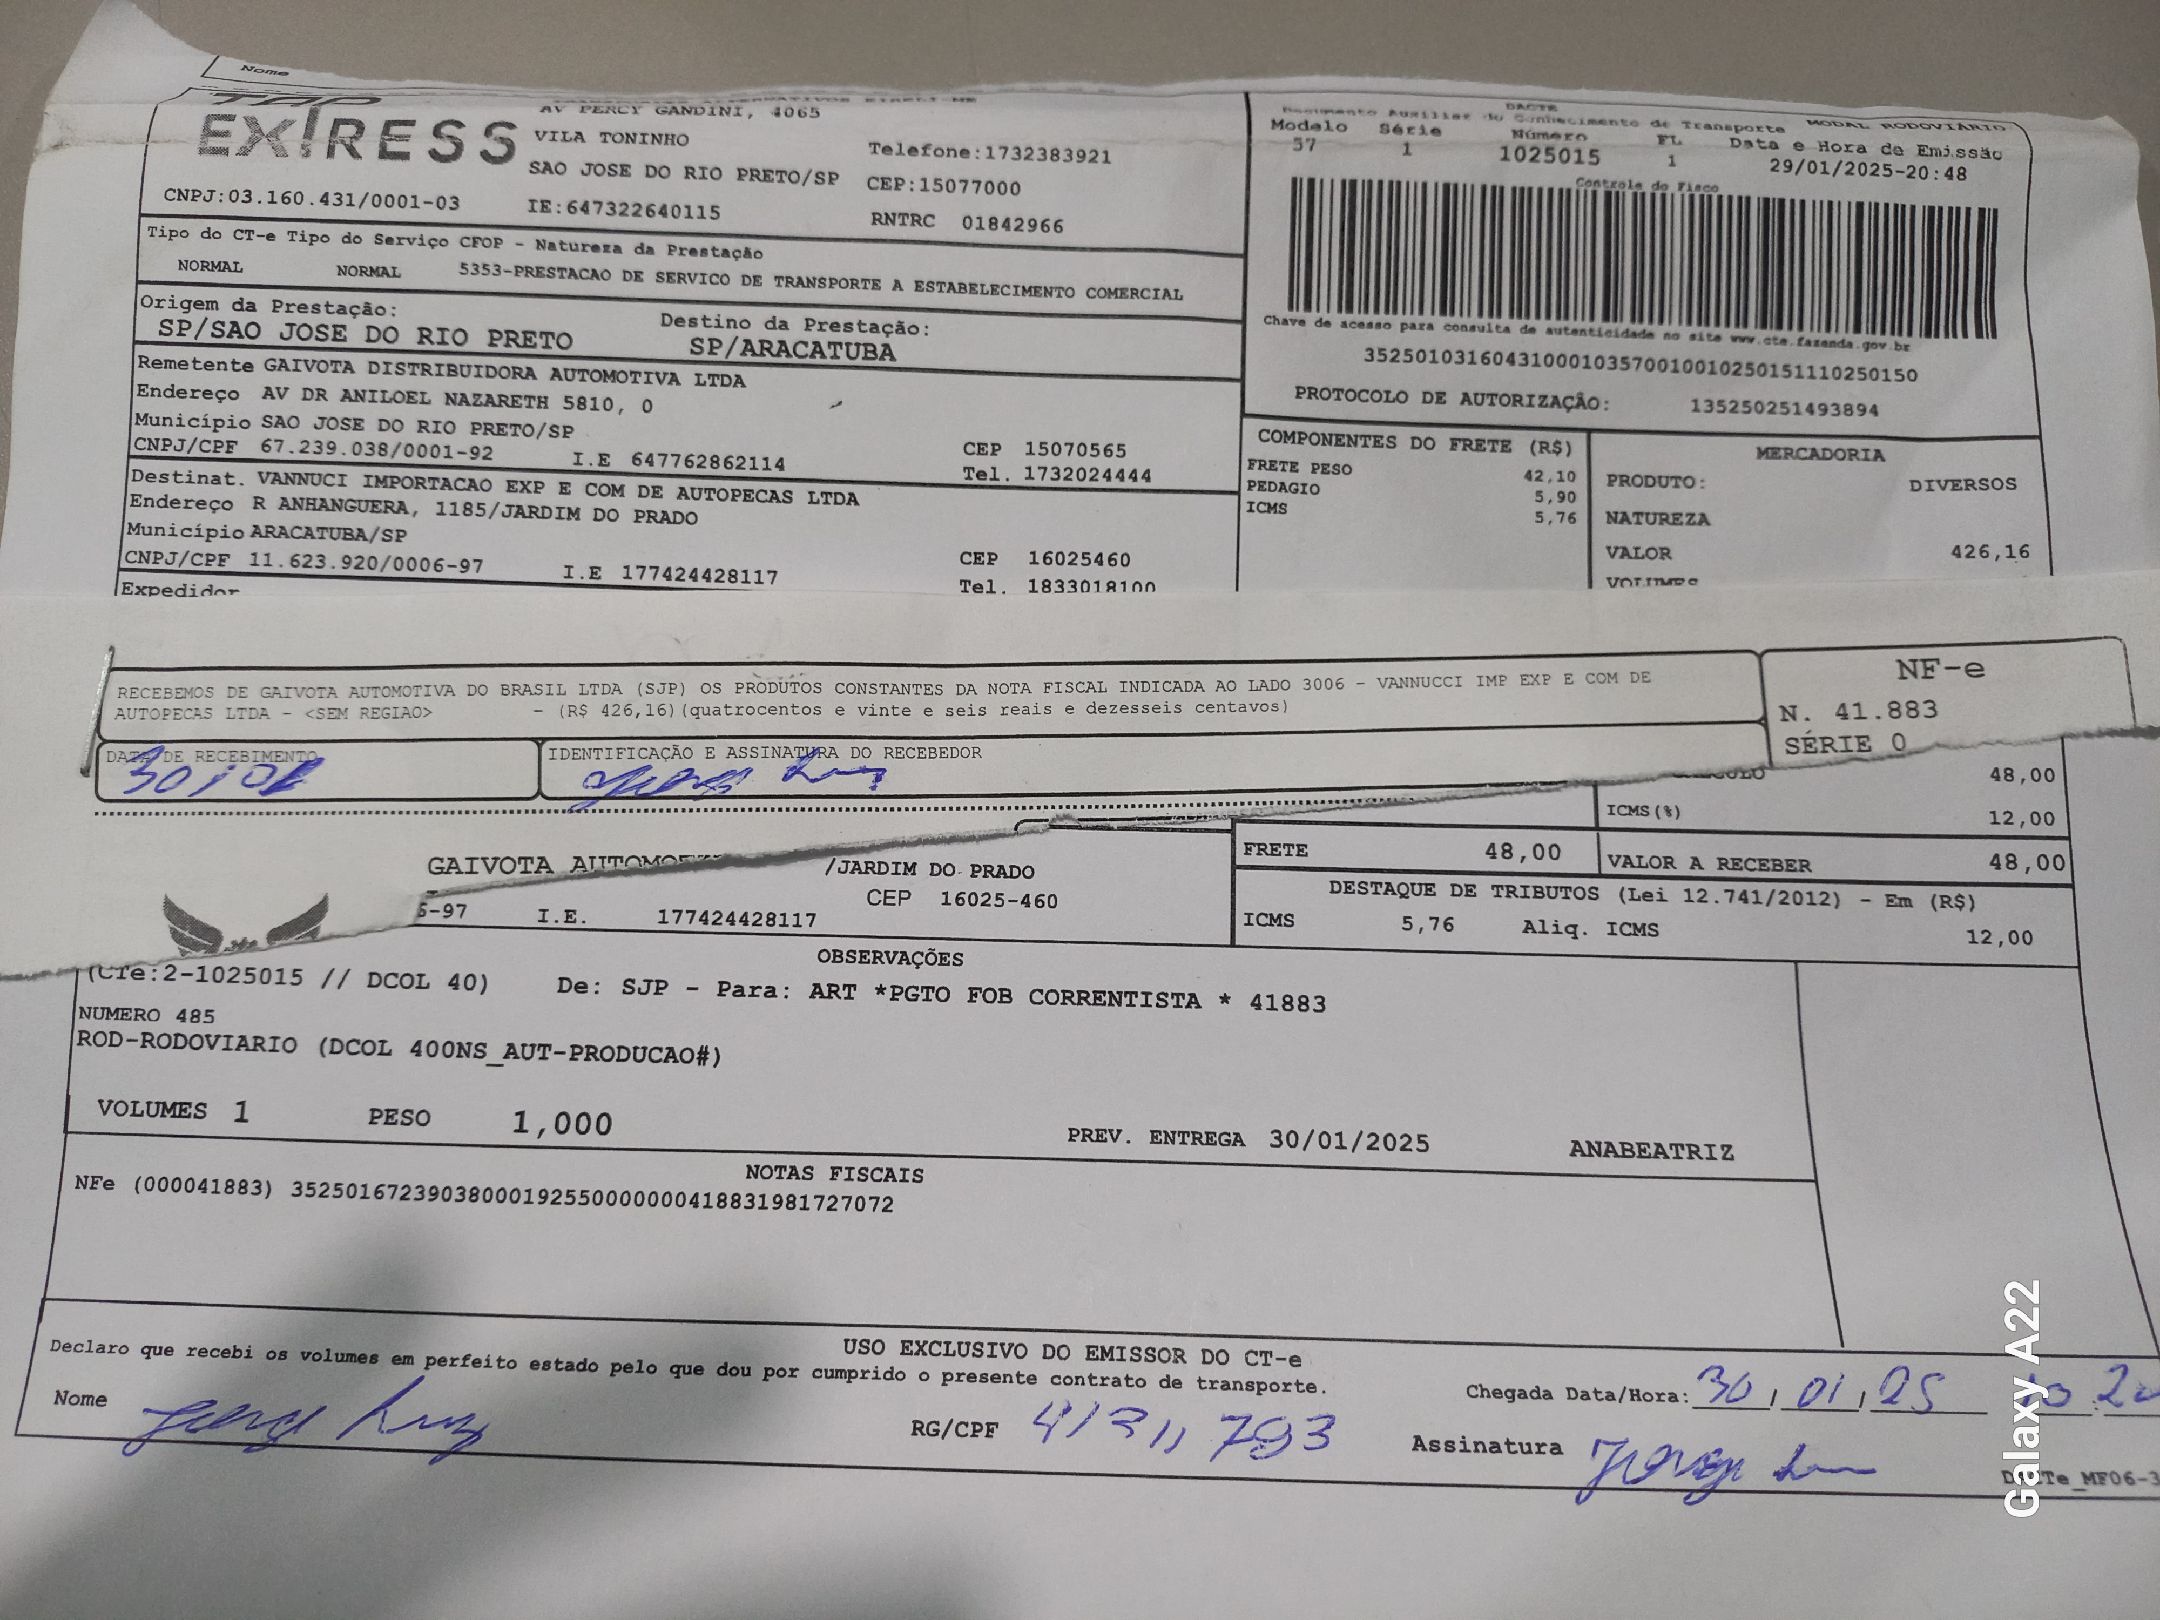 Nome
EXPRESS
AV PERCY GANDINI, 4065
VILA TONINHO
SAO JOSE DO RIO PRETO/SP
Telefone:1732383921
CEP:15077000
CNPJ:03.160.431/0001-03
IE:647322640115
RNTRC 01842966
DACTE
Documento Auxiliar do Conhecimento de Transporte MODAL RODOVIÁRIO
Modelo Série Número FL Data e Hora de Emissão
57 1 1025015 1 29/01/2025-20:48
Controle do Fisco
Chave de acesso para consulta de autenticidade no site www.cte.fazenda.gov.br
35250103160431000103570010010250151110250150
PROTOCOLO DE AUTORIZAÇÃO: 135250251493894
Tipo do CT-e Tipo do Serviço CFOP - Natureza da Prestação
NORMAL NORMAL 5353-PRESTACAO DE SERVICO DE TRANSPORTE A ESTABELECIMENTO COMERCIAL
Origem da Prestação: Destino da Prestação:
SP/SAO JOSE DO RIO PRETO SP/ARACATUBA
Remetente GAIVOTA DISTRIBUIDORA AUTOMOTIVA LTDA
Endereço AV DR ANILOEL NAZARETH 5810, 0
Município SAO JOSE DO RIO PRETO/SP
CEP 15070565
CNPJ/CPF 67.239.038/0001-92 I.E 647762862114
Tel. 1732024444
Destinat. VANNUCI IMPORTACAO EXP E COM DE AUTOPECAS LTDA
Endereço R ANHANGUERA, 1185/JARDIM DO PRADO
Município ARACATUBA/SP
CEP 16025460
CNPJ/CPF 11.623.920/0006-97 I.E 177424428117
Tel. 1833018100
Expedidor
COMPONENTES DO FRETE (R$)
FRETE PESO 42,10
PEDAGIO 5,90
ICMS 5,76
MERCADORIA
PRODUTO: DIVERSOS
NATUREZA
VALOR 426,16
VOLUMES
RECEBEMOS DE GAIVOTA AUTOMOTIVA DO BRASIL LTDA (SJP) OS PRODUTOS CONSTANTES DA NOTA FISCAL INDICADA AO LADO 3006 - VANNUCCI IMP EXP E COM DE
AUTOPECAS LTDA - <SEM REGIAO> - (R$ 426,16)(quatrocentos e vinte e seis reais e dezesseis centavos)
NF-e
N. 41.883
SÉRIE 0
DATA DE RECEBIMENTO
IDENTIFICAÇÃO E ASSINATURA DO RECEBEDOR
48,00
ICMS(%) 12,00
FRETE 48,00 VALOR A RECEBER 48,00
GAIVOTA
/JARDIM DO PRADO
CEP 16025-460
-97 I.E. 177424428117
DESTAQUE DE TRIBUTOS (Lei 12.741/2012) - Em (R$)
ICMS 5,76 Aliq. ICMS 12,00
OBSERVAÇÕES
(CTe:2-1025015 // DCOL 40) De: SJP - Para: ART *PGTO FOB CORRENTISTA * 41883
NUMERO 485
ROD-RODOVIARIO (DCOL 400NS_AUT-PRODUCAO#)
VOLUMES 1 PESO 1,000
PREV. ENTREGA 30/01/2025 ANABEATRIZ
NOTAS FISCAIS
NFe (000041883) 35250167239038000192550000000418831981727072
USO EXCLUSIVO DO EMISSOR DO CT-e
Declaro que recebi os volumes em perfeito estado pelo que dou por cumprido o presente contrato de transporte.
Chegada Data/Hora: 30,01,25
Nome
RG/CPF
Assinatura
Galaxy A22